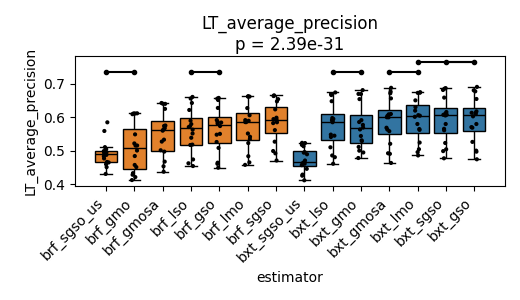 LT_average_precision
p = 2.39e-31
LT_average_precision
0.7
0.6
0.5
0.4
brf_sgso_us
brf_gmo
brf_gmosa
brf_lso
brf_gso
brf_lmo
brf_sgso
bxt_sgso_us
bxt_lso
bxt_gmo
bxt_gmosa
bxt_lmo
bxt_sgso
bxt_gso
estimator